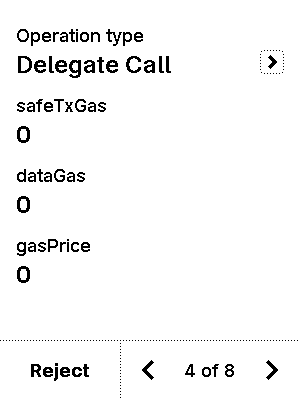 Operation type
Delegate Call
safeTxGas
0
dataGas
0
gasPrice
0
Reject
4 of 8